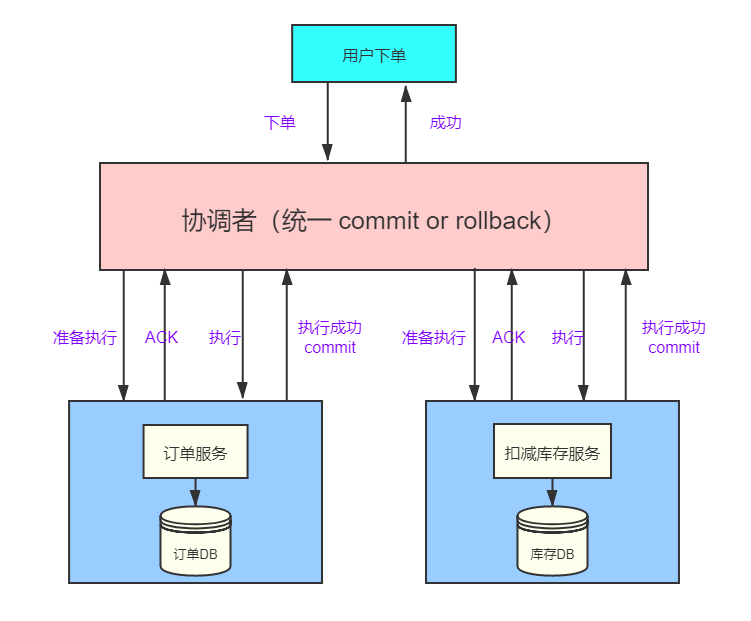 用户下单
下单
成功
协调者（统一 commit or rollback）
准备执行
ACK
执行
执行成功
commit
准备执行
ACK
执行
执行成功
commit
订单服务
扣减库存服务
订单DB
库存DB